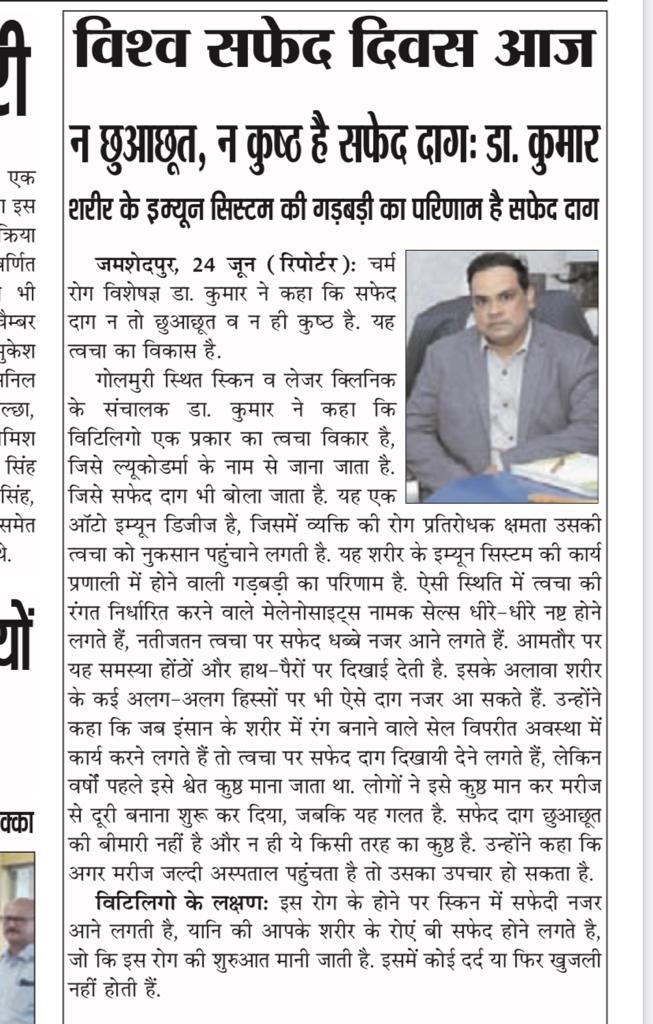 री
एक
ा इस
क्रिया
वर्णित
भी
वैम्बर
मुकेश
अनिल
ल्छा,
मिश
सिंह
सिंह,
समेत
थे.
यों
क्का
विश्व सफेद दिवस आज
न छुआछूत, न कुष्ठ है सफेद दागः डा. कुमार
शरीर के इम्यून सिस्टम की गड़बड़ी का परिणाम है सफेद दाग
जमशेदपुर, 24 जून (रिपोर्टर): चर्म
रोग विशेषज्ञ डा. कुमार ने कहा कि सफेद
दाग न तो छुआछूत व न ही कुष्ठ है. यह
त्वचा का विकास है.
गोलमुरी स्थित स्किन व लेजर क्लिनिक
के संचालक डा. कुमार ने कहा कि
विटिलिगो एक प्रकार का त्वचा विकार है,
जिसे ल्यूकोडर्मा के नाम से जाना जाता है.
जिसे सफेद दाग भी बोला जाता है. यह एक
ऑटो इम्यून डिजीज है, जिसमें व्यक्ति की रोग प्रतिरोधक क्षमता उसकी
त्वचा को नुकसान पहुंचाने लगती है. यह शरीर के इम्यून सिस्टम की कार्य
प्रणाली में होने वाली गड़बड़ी का परिणाम है. ऐसी स्थिति में त्वचा की
रंगत निर्धारित करने वाले मेलेनोसाइट्स नामक सेल्स धीरे-धीरे नष्ट होने
लगते हैं, नतीजतन त्वचा पर सफेद धब्बे नजर आने लगते हैं. आमतौर पर
यह समस्या होंठों और हाथ-पैरों पर दिखाई देती है. इसके अलावा शरीर
के कई अलग-अलग हिस्सों पर भी ऐसे दाग नजर आ सकते हैं. उन्होंने
कहा कि जब इंसान के शरीर में रंग बनाने वाले सेल विपरीत अवस्था में
कार्य करने लगते हैं तो त्वचा पर सफेद दाग दिखायी देने लगते हैं, लेकिन
वर्षों पहले इसे श्वेत कुष्ठ माना जाता था. लोगों ने इसे कुष्ठ मान कर मरीज
से दूरी बनाना शुरू कर दिया, जबकि यह गलत है. सफेद दाग छुआछूत
की बीमारी नहीं है और न ही ये किसी तरह का कुष्ठ है. उन्होंने कहा कि
अगर मरीज जल्दी अस्पताल पहुंचता है तो उसका उपचार हो सकता है.
विटिलिगो के लक्षण: इस रोग के होने पर स्किन में सफेदी नजर
आने लगती है, यानि की आपके शरीर के रोएं बी सफेद होने लगते है,
जो कि इस रोग की शुरुआत मानी जाती है. इसमें कोई दर्द या फिर खुजली
नहीं होती हैं.